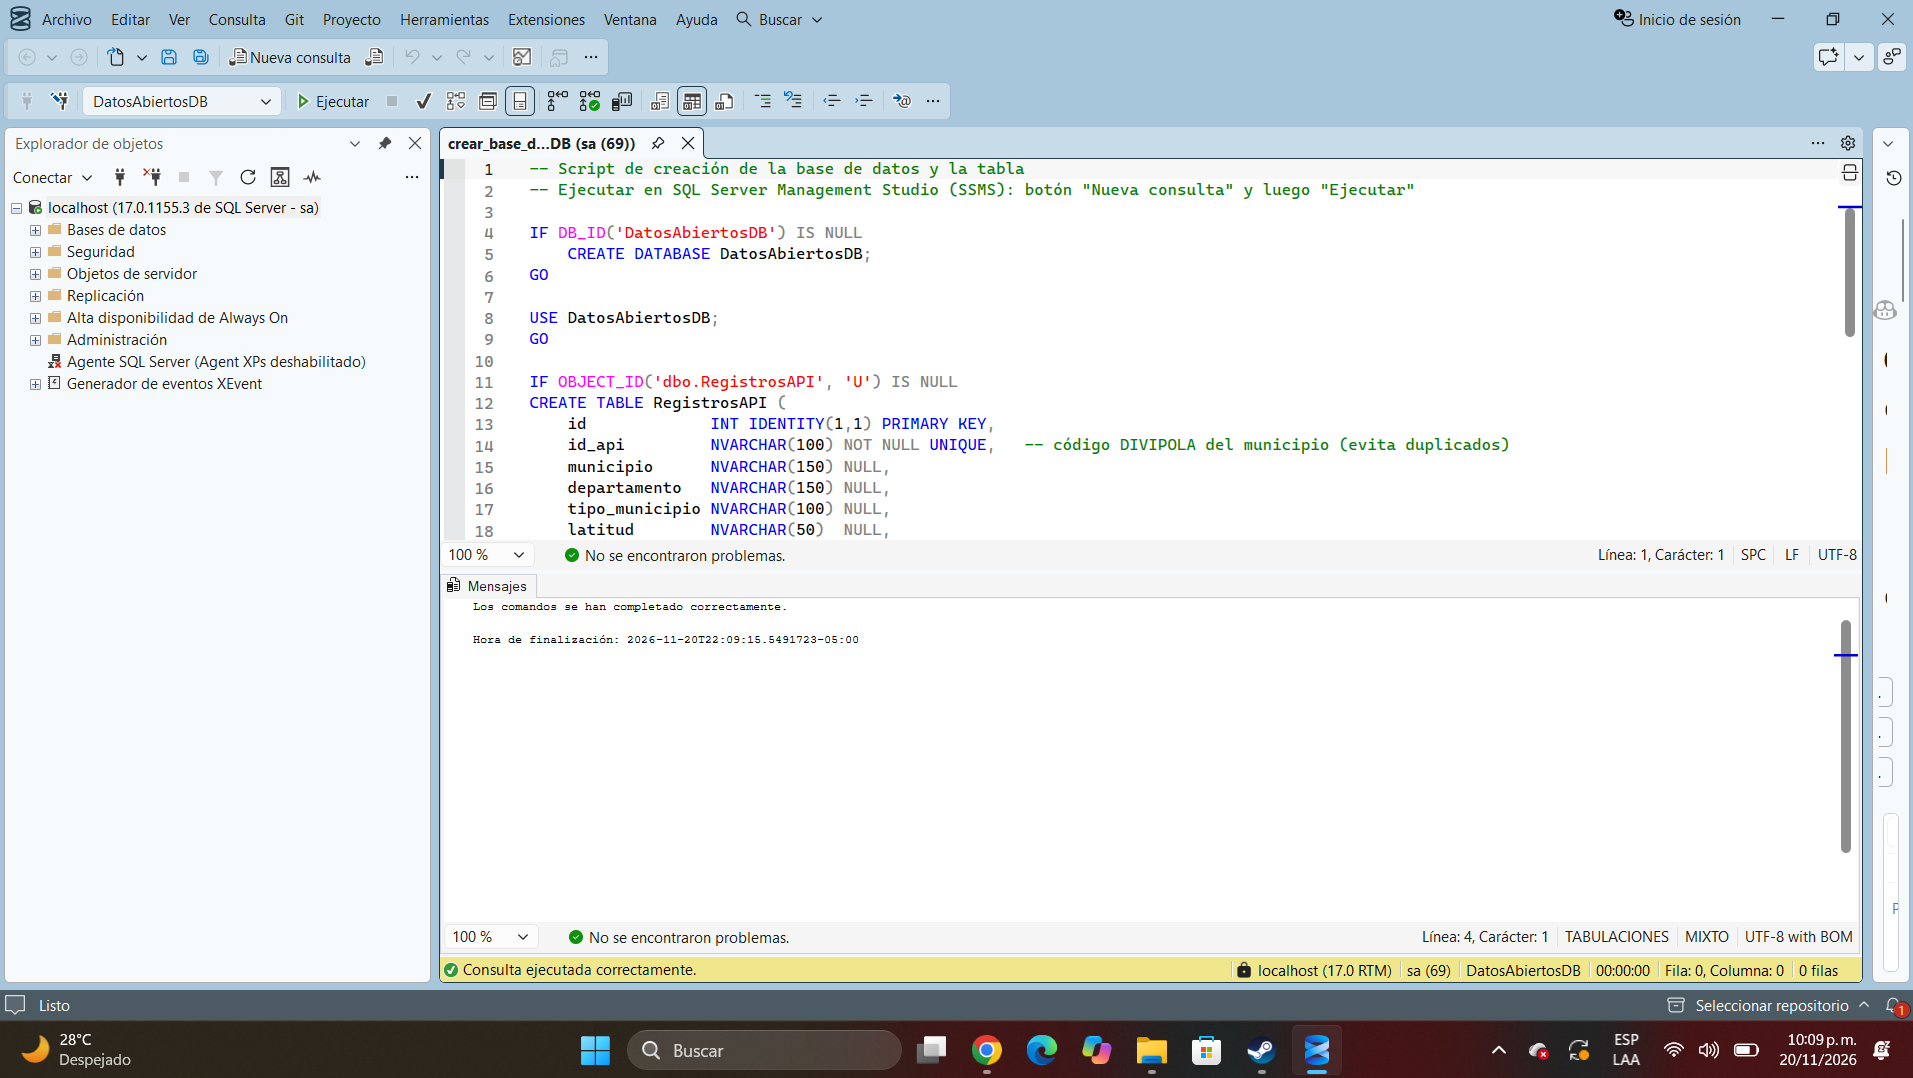 Archivo Editar Ver Consulta Git Proyecto Herramientas Extensiones Ventana Ayuda Buscar Inicio de sesión
Nueva consulta
DatosAbiertosDB Ejecutar
Explorador de objetos
Conectar
localhost (17.0.1155.3 de SQL Server - sa)
Bases de datos
Seguridad
Objetos de servidor
Replicación
Alta disponibilidad de Always On
Administración
Agente SQL Server (Agent XPs deshabilitado)
Generador de eventos XEvent
crear_base_d...DB (sa (69))
1 -- Script de creación de la base de datos y la tabla
2 -- Ejecutar en SQL Server Management Studio (SSMS): botón "Nueva consulta" y luego "Ejecutar"
3
4 IF DB_ID('DatosAbiertosDB') IS NULL
5 CREATE DATABASE DatosAbiertosDB;
6 GO
7
8 USE DatosAbiertosDB;
9 GO
10
11 IF OBJECT_ID('dbo.RegistrosAPI', 'U') IS NULL
12 CREATE TABLE RegistrosAPI (
13 id INT IDENTITY(1,1) PRIMARY KEY,
14 id_api NVARCHAR(100) NOT NULL UNIQUE, -- código DIVIPOLA del municipio (evita duplicados)
15 municipio NVARCHAR(150) NULL,
16 departamento NVARCHAR(150) NULL,
17 tipo_municipio NVARCHAR(100) NULL,
18 latitud NVARCHAR(50) NULL,
100 % No se encontraron problemas. Línea: 1, Carácter: 1 SPC LF UTF-8
Mensajes
Los comandos se han completado correctamente.
Hora de finalización: 2026-11-20T22:09:15.5491723-05:00
100 % No se encontraron problemas. Línea: 4, Carácter: 1 TABULACIONES MIXTO UTF-8 with BOM
Consulta ejecutada correctamente. localhost (17.0 RTM) sa (69) DatosAbiertosDB 00:00:00 Fila: 0, Columna: 0 0 filas
Listo Seleccionar repositorio 1
28°C
Despejado
Buscar
ESP
LAA
10:09 p. m.
20/11/2026